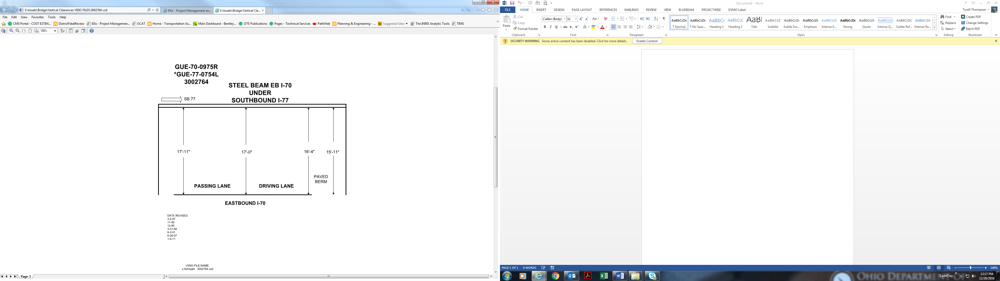 I:\Assets\Bridge\Vertical Clearances VISIO FILES\3002764.vsd
Ellis - Project Management an...
I:\Assets\Bridge\Vertical Cle...
File Edit View Favorites Tools Help
CMS Portal - COST ESTIM... DistrictFatalReview Ellis - Project Management... GCAT Home - Transportation As... Main Dashboard - Bentley... OTE Publications Pages - Technical Services PathWeb Planning & Engineering - ... Suggested Sites The INRIX Analytic Tools TIMS
100%
GUE-70-0975R
*GUE-77-0754L
3002764
STEEL BEAM EB I-70
UNDER
SOUTHBOUND I-77
SB 77
17'-11" 17'-0" 16'-4" 15'-11"
PAVED
BERM
PASSING LANE DRIVING LANE
EASTBOUND I-70
DATE REVISED
3-2-87
11-92
12-95
3-31-98
8-2-01
6-26-07
1-5-11
VISIO FILE NAME:
x:\brhieght 3002764.vsd
Page-1
Document1 - Word
FILE HOME INSERT DESIGN PAGE LAYOUT REFERENCES MAILINGS REVIEW VIEW BLUEBEAM PROJECTWISE DYMO Label
Tyrell Thompson
Paste
Cut
Copy
Format Painter
Clipboard
Calibri (Body) 11
Font
Paragraph
AaBbCcDc AaBbCcDc AaBbCc AaBbCcD AaBl AaBbCcC AaBbCcDc AaBbCcDc AaBbCcDc AaBbCcDc AaBbCcDc AaBbCcDc AABBCCDC AABBCCDC
¶ Normal ¶ No Spac... Heading 1 Heading 2 Title Subtitle Subtle Em... Emphasis Intense E... Strong Quote Intense Q... Subtle Ref... Intense Re...
Styles
Find
Replace
Select
Editing
Create PDF
Change Settings
Batch PDF
Bluebeam
SECURITY WARNING Some active content has been disabled. Click for more details. Enable Content
PAGE 1 OF 1 0 WORDS
100%
CaddTray
12:17 PM
12/20/2016
OHIO DEPARTMENT OF